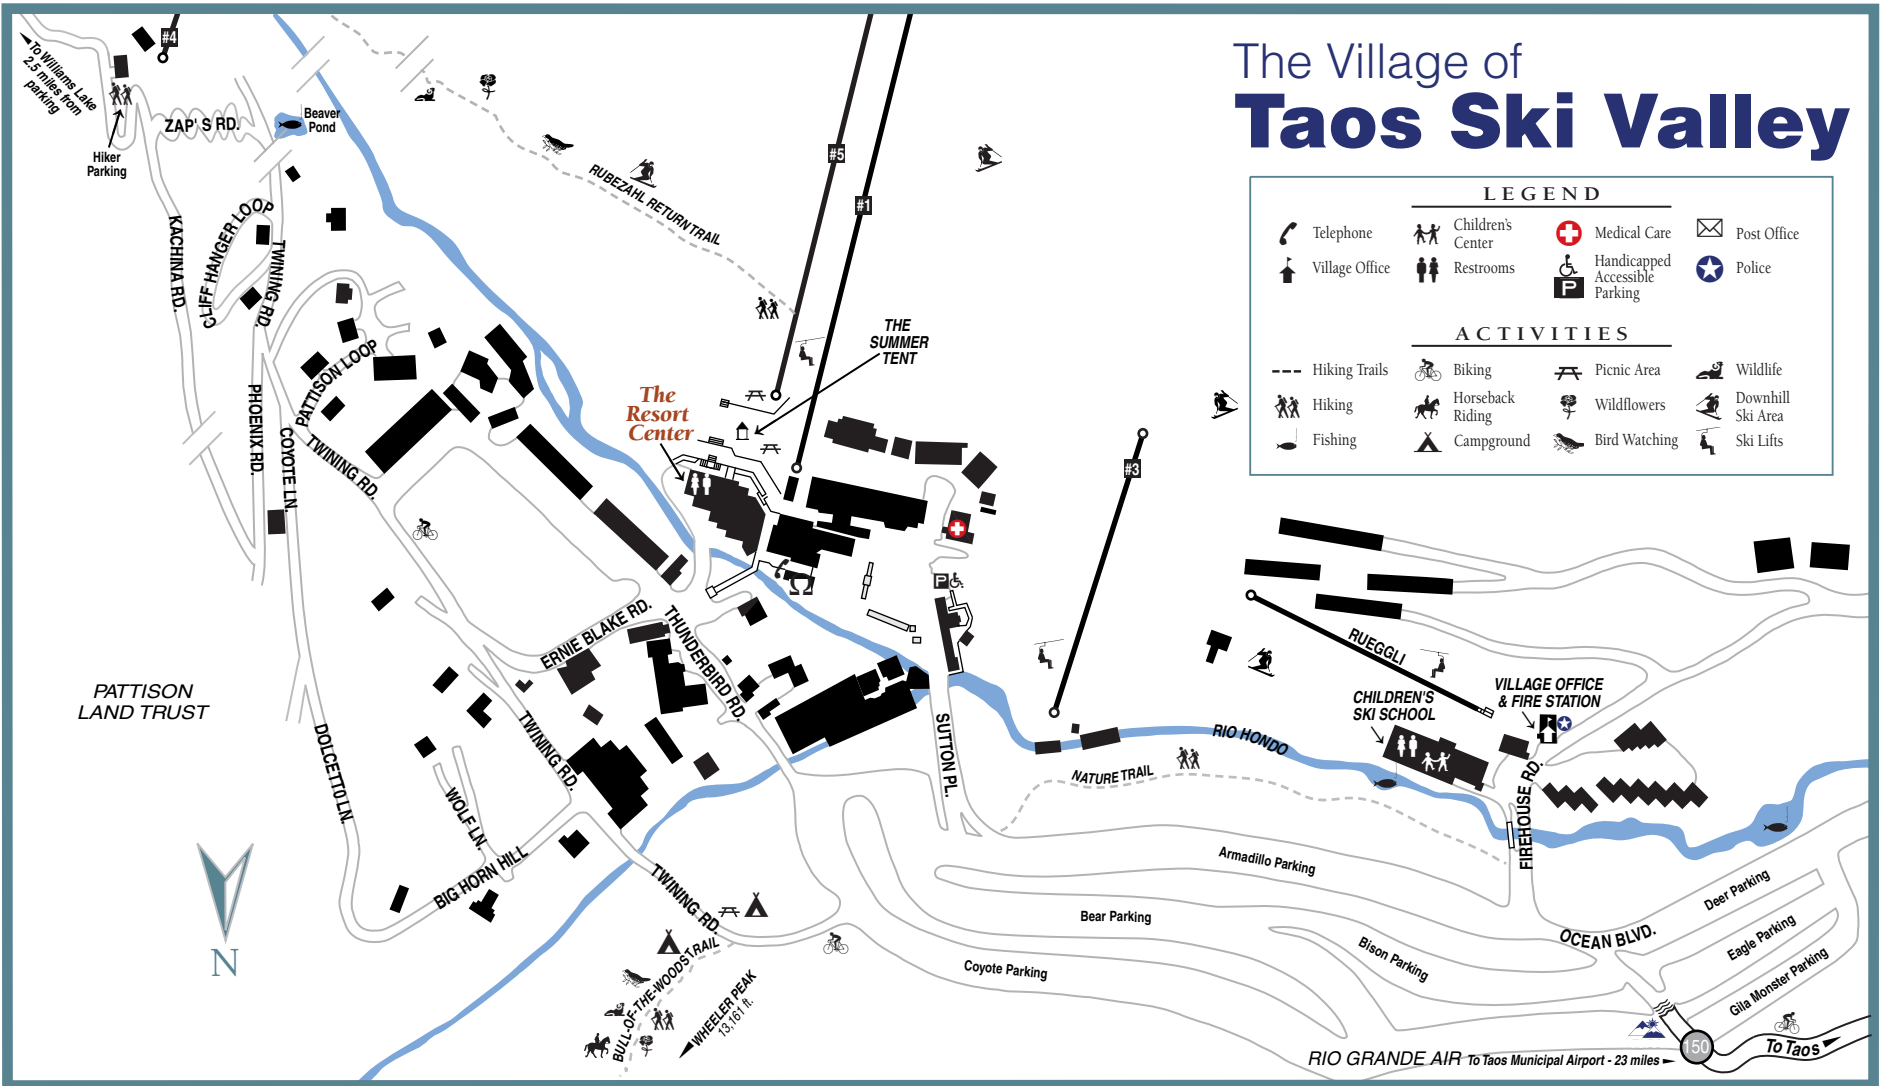 The Village of
Taos Ski Valley
LEGEND
Telephone
Children's
Center
Medical Care
Post Office
Village Office
Restrooms
Handicapped
Accessible
Parking
P
Police
ACTIVITIES
Hiking Trails
Biking
Picnic Area
Wildlife
Hiking
Horseback
Riding
Wildflowers
Downhill
Ski Area
Fishing
Campground
Bird Watching
Ski Lifts
#4
To Williams Lake
2.5 miles from
parking
ZAP' S RD.
Beaver
Pond
Hiker
Parking
KACHINA RD.
CLIFF HANGER LOOP
TWINING RD.
RUBEZAHL RETURN TRAIL
#5
#1
THE
SUMMER
TENT
The
Resort
Center
PATTISON LOOP
PHOENIX RD.
COYOTE LN.
TWINING RD.
#3
P
ERNIE BLAKE RD.
THUNDERBIRD RD.
RUEGGLI
PATTISON
LAND TRUST
CHILDREN'S
SKI SCHOOL
VILLAGE OFFICE
& FIRE STATION
DOLCETTO LN.
TWINING RD.
SUTTON PL.
RIO HONDO
NATURE TRAIL
WOLF LN.
FIREHOUSE RD.
BIG HORN HILL
TWINING RD.
Armadillo Parking
Bear Parking
Coyote Parking
Bison Parking
OCEAN BLVD.
Deer Parking
Eagle Parking
Gila Monster Parking
N
BULL-OF-THE-WOODS TRAIL
WHEELER PEAK
13,161 ft.
RIO GRANDE AIR To Taos Municipal Airport - 23 miles
150
To Taos